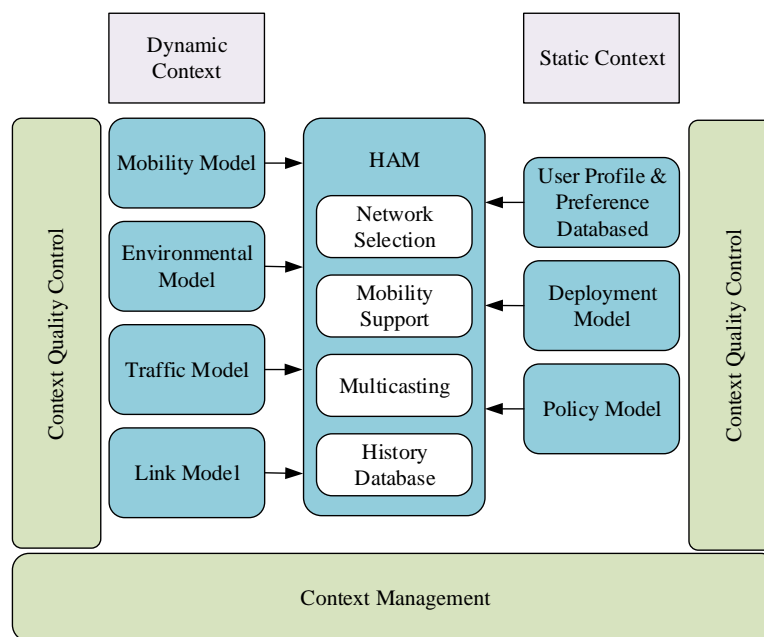 Dynamic
Context
Static Context
Context Quality Control
Mobility Model
Environmental
Model
Traffic Model
Link Model
HAM
Network
Selection
Mobility
Support
Multicasting
History
Database
User Profile &
Preference
Databased
Deployment
Model
Policy Model
Context Quality Control
Context Management